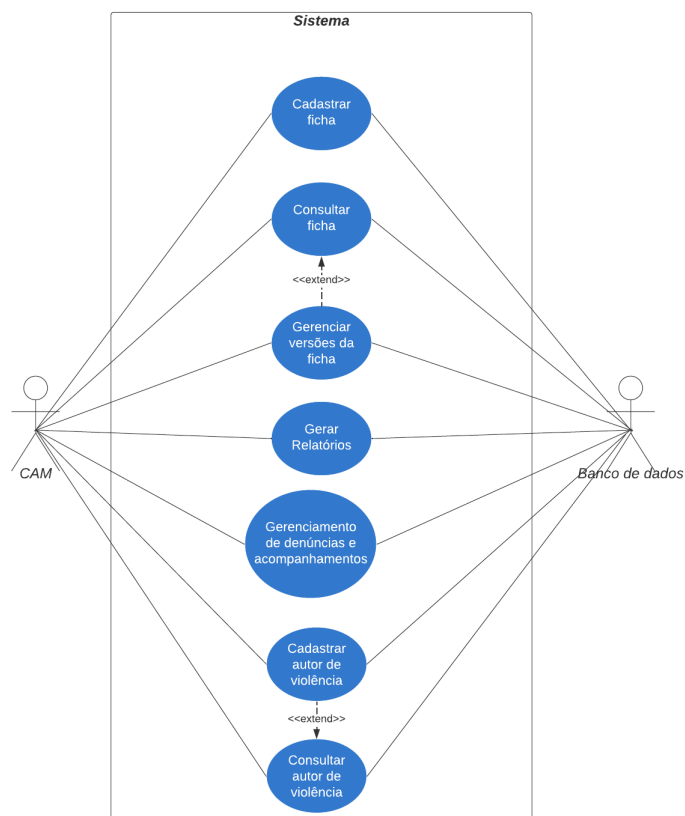 Sistema
Cadastrar
ficha
Consultar
ficha
<<extend>>
Gerenciar
versões da
ficha
Gerar
Relatórios
CAM
Banco de dados
Gerenciamento
de denúncias e
acompanhamentos
Cadastrar
autor de
violência
<<extend>>
Consultar
autor de
violência